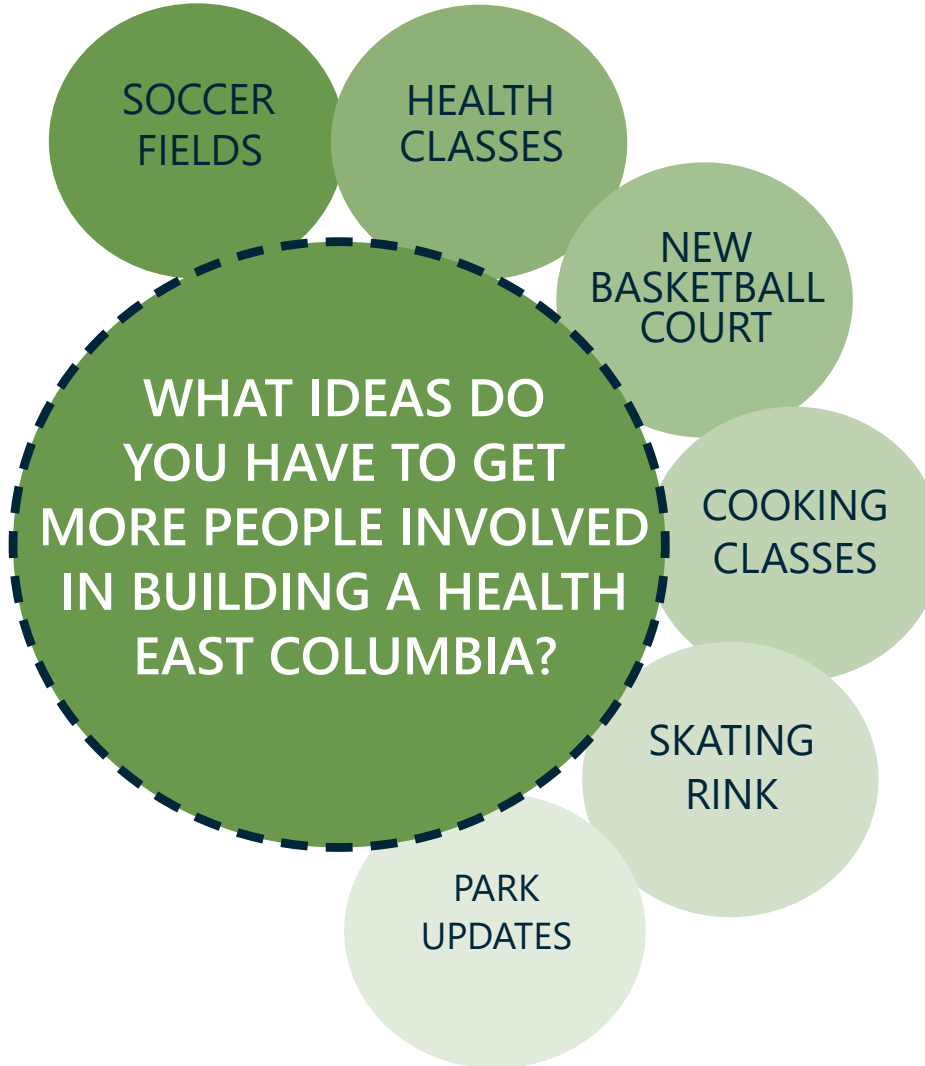 SOCCER
FIELDS
HEALTH
CLASSES
NEW
BASKETBALL
COURT
WHAT IDEAS DO
YOU HAVE TO GET
MORE PEOPLE INVOLVED
IN BUILDING A HEALTH
EAST COLUMBIA?
COOKING
CLASSES
SKATING
RINK
PARK
UPDATES